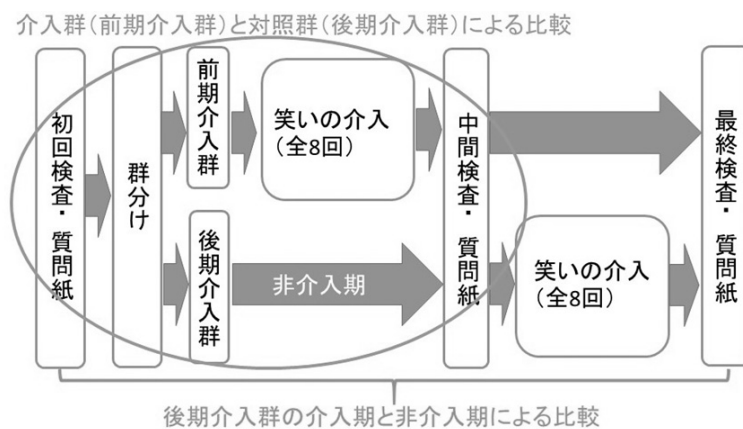 介入群(前期介入群)と対照群(後期介入群)による比較
初回検査・質問紙
群分け
前期介入群
笑いの介入
(全8回)
後期介入群
非介入期
中間検査・質問紙
笑いの介入
(全8回)
最終検査・質問紙
後期介入群の介入期と非介入期による比較